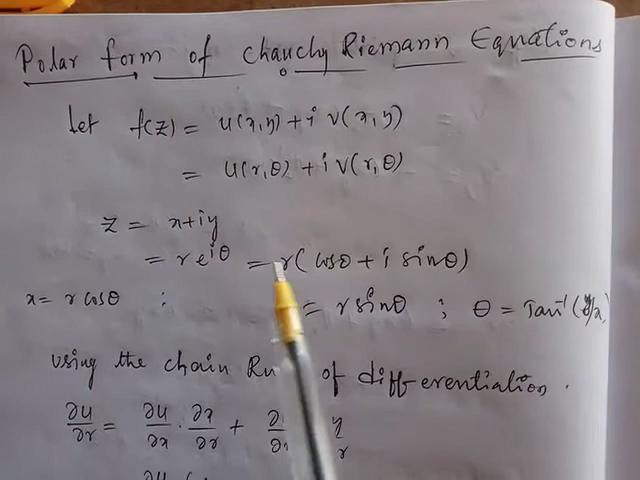 Polar form of Chauchy Riemann Equations
Let f(z) = u(x,y) + i v(x,y)
= u(r,θ) + i v(r,θ)
z = x+iy
= re^{iθ} = r(cosθ + i sinθ)
x = r cosθ ; = r sinθ ; θ = Tan⁻¹(y/x)
using the chain of differentiation.
∂u/∂r = ∂u/∂x · ∂x/∂r +